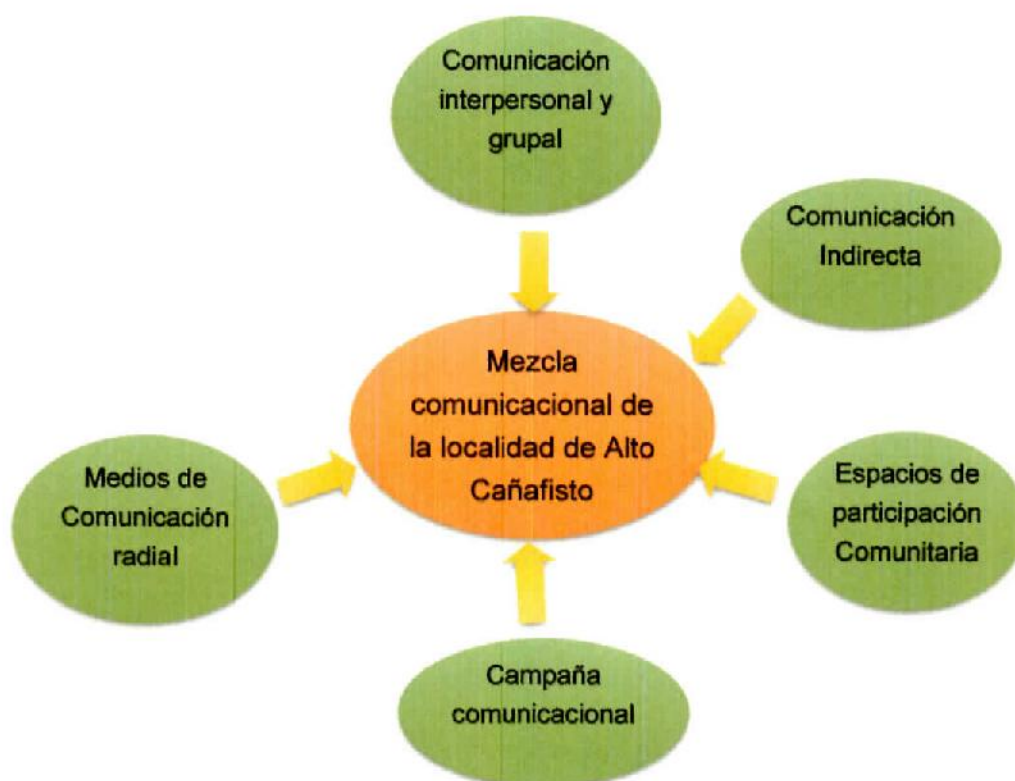 Comunicación
interpersonal y
grupal
Comunicación
Indirecta
Mezcla
comunicacional de
la localidad de Alto
Cañafisto
Medios de
Comunicación
radial
Espacios de
participación
Comunitaria
Campaña
comunicacional